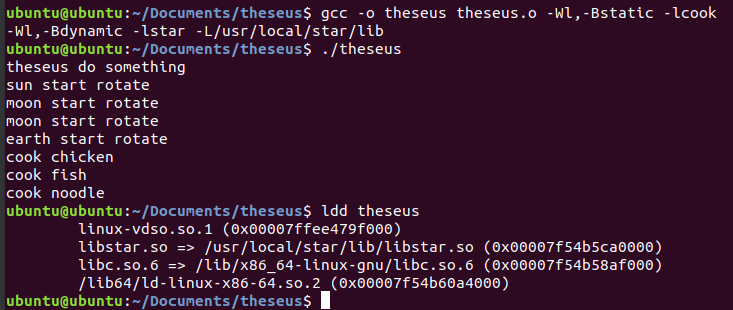 ubuntu@ubuntu:~/Documents/theseus$ gcc -o theseus theseus.o -Wl,-Bstatic -lcook
-Wl,-Bdynamic -lstar -L/usr/local/star/lib
ubuntu@ubuntu:~/Documents/theseus$ ./theseus
theseus do something
sun start rotate
moon start rotate
moon start rotate
earth start rotate
cook chicken
cook fish
cook noodle
ubuntu@ubuntu:~/Documents/theseus$ ldd theseus
linux-vdso.so.1 (0x00007ffee479f000)
libstar.so => /usr/local/star/lib/libstar.so (0x00007f54b5ca0000)
libc.so.6 => /lib/x86_64-linux-gnu/libc.so.6 (0x00007f54b58af000)
/lib64/ld-linux-x86-64.so.2 (0x00007f54b60a4000)
ubuntu@ubuntu:~/Documents/theseus$